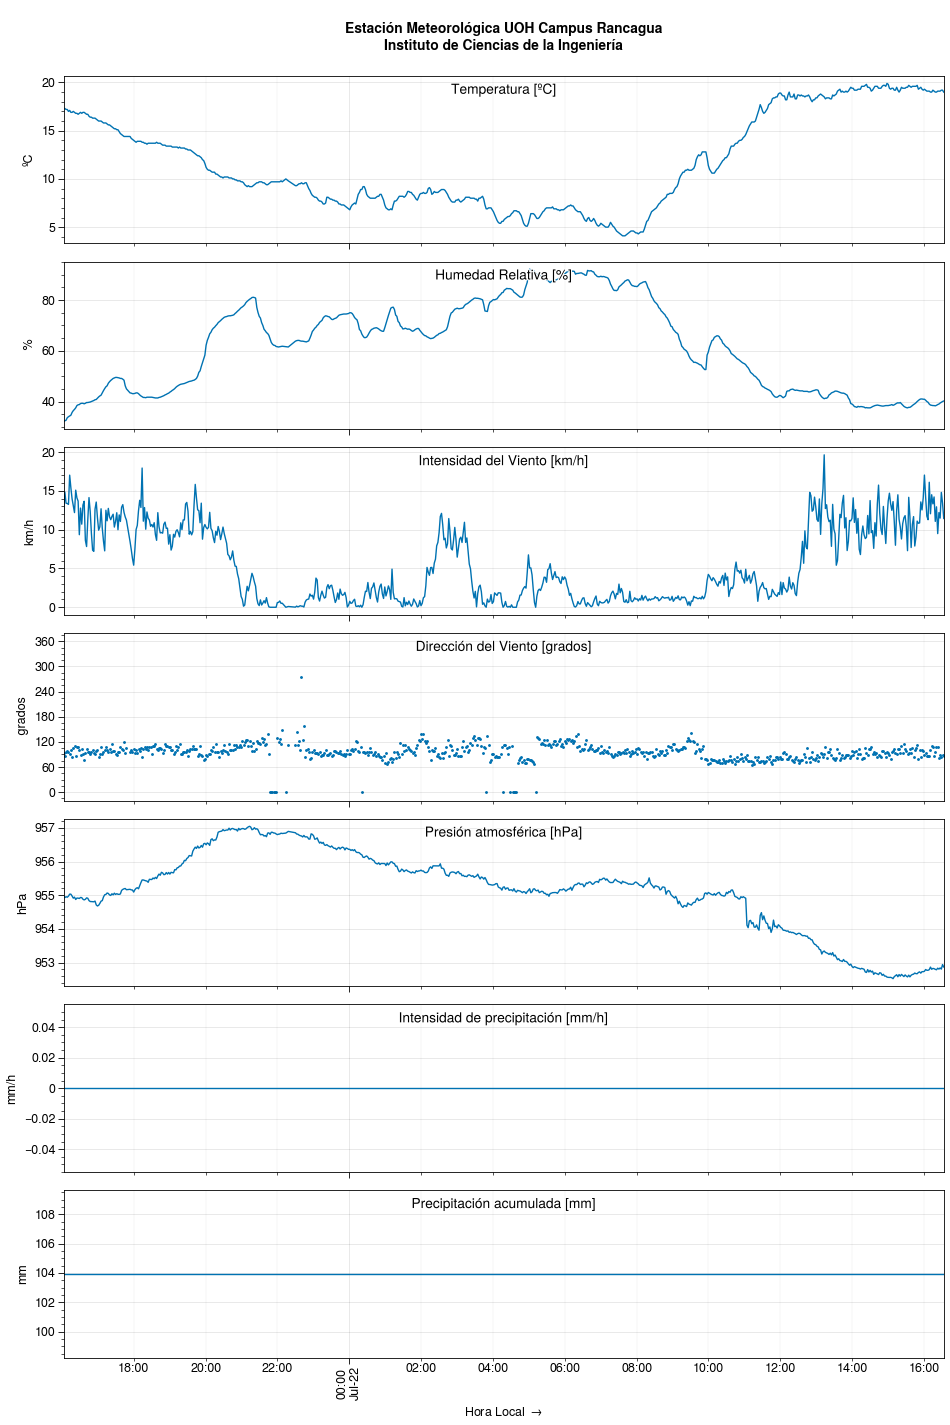 Estación Meteorológica UOH Campus Rancagua
Instituto de Ciencias de la Ingeniería
Temperatura [ºC]
20
15
10
5
ºC
Humedad Relativa [%]
80
60
40
%
Intensidad del Viento [km/h]
20
15
10
5
0
km/h
Dirección del Viento [grados]
360
300
240
180
120
60
0
grados
Presión atmosférica [hPa]
957
956
955
954
953
hPa
Intensidad de precipitación [mm/h]
0.04
0.02
0
−0.02
−0.04
mm/h
Precipitación acumulada [mm]
108
106
104
102
100
mm
18:00 20:00 22:00 00:00 02:00 04:00 06:00 08:00 10:00 12:00 14:00 16:00
Jul-22
Hora Local →